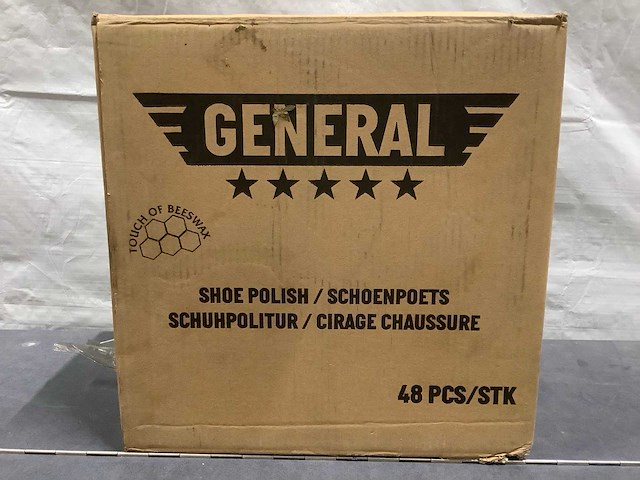 GENERAL
TOUCH OF BEESWAX
SHOE POLISH / SCHOENPOETS
SCHUHPOLITUR / CIRAGE CHAUSSURE
48 PCS/STK